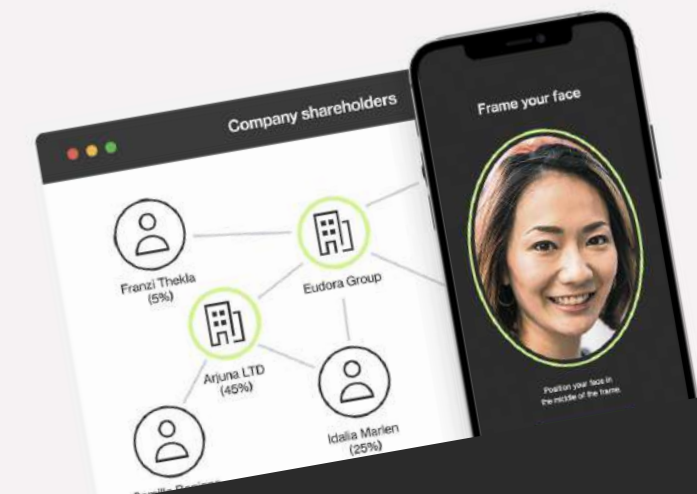 Company shareholders
Frame your face
Franzi Thekla
(5%)
Eudora Group
Arjuna LTD
(45%)
Idalia Marlen
(25%)
Position your face in
the middle of the frame.